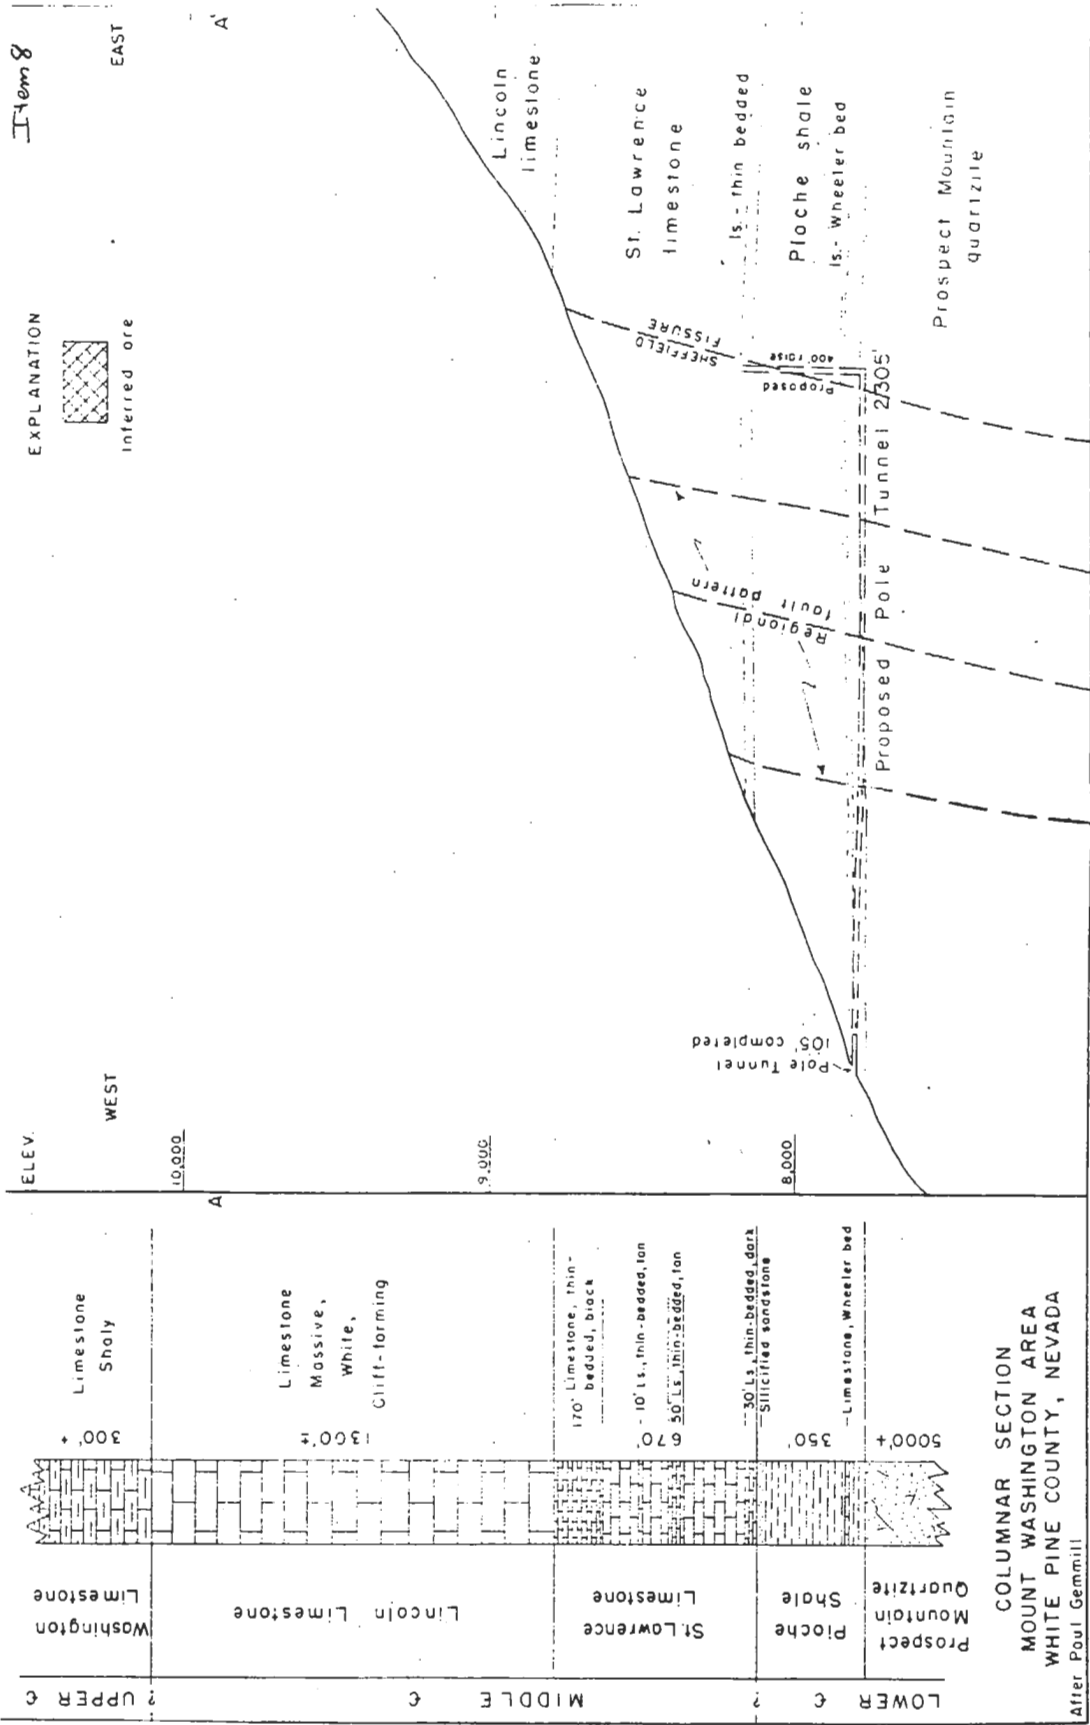 Item 8
ELEV.
WEST
EAST
A
A'
10,000
9,000
8,000
EXPLANATION
Inferred ore
Lincoln
limestone
St. Lawrence
limestone
ls.- thin bedded
Pioche shale
ls.- Wheeler bed
Prospect Mountain
quartzite
SHEFFIELD
FISSURE
Proposed
400' raise
Regional
fault pattern
Pole Tunnel
105' completed
Proposed Pole Tunnel 2,305'
UPPER Є
?
MIDDLE Є
?
LOWER Є
Washington
Limestone
Lincoln Limestone
St. Lawrence
Limestone
Pioche
Shale
Prospect
Mountain
Quartzite
300' +
1300'±
670'
350'
5000'+
Limestone
Shaly
Limestone
Massive,
White,
Cliff-forming
170' Limestone, thin-
bedded, black
10' Ls., thin-bedded, tan
50' Ls., thin-bedded, tan
30' Ls., thin-bedded, dark
Silicified sandstone
Limestone, Wheeler bed
COLUMNAR SECTION
MOUNT WASHINGTON AREA
WHITE PINE COUNTY, NEVADA
After Paul Gemmill